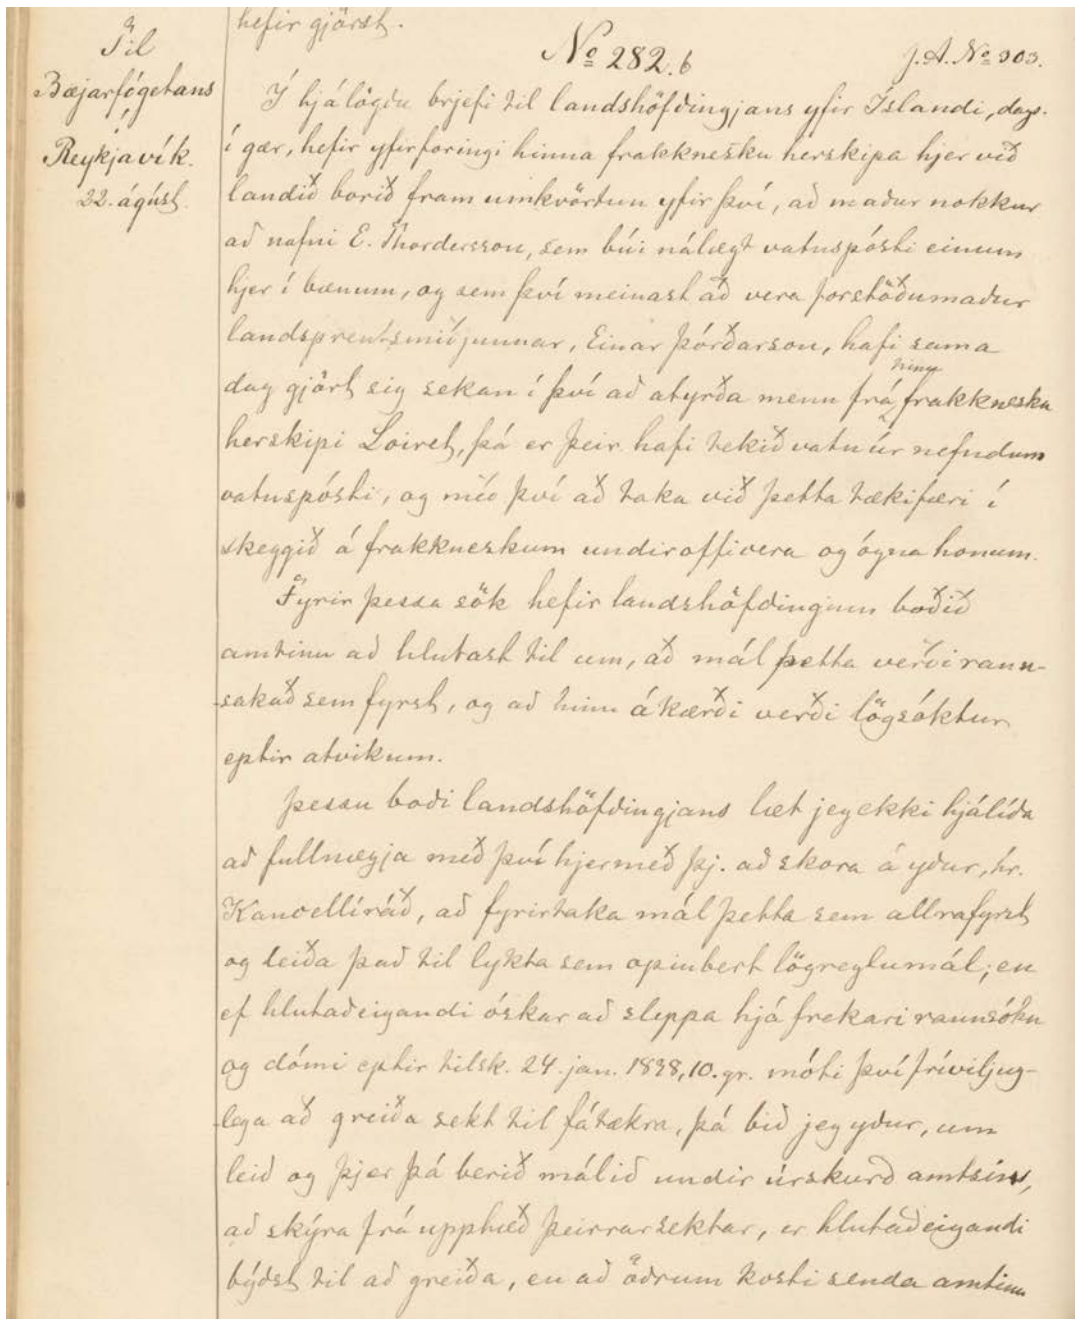 hefir gjörst.
Til
Bæjarfógetans
í
Reykjavík.
22. ágúst.
No 282.b
J.A. No 303.
Í hjálögðu brjefi til landshöfðingjans yfir Íslandi, dags.
í gær, hefir yfirforingi hinna frakknesku herskipa hjer við
landið borið fram umkvörtun yfir því, að maður nokkur
að nafni E. Thordersson, sem búi nálægt vatnspósti einum
hjer í bænum, og sem því meinast að vera forstöðumaður
landsprentsmiðjunnar, Einar Þórðarson, hafi sama
dag gjört sig sekan í því að atyrða menn frá hinu frakkneska
herskipi Loiret, þá er þeir hafi tekið vatn úr nefndum
vatnspósti, og með því að taka við þetta tækifæri í
skeggið á frakkneskum undirofficera og ógna honum.
Fyrir þessa sök hefir landshöfðinginn boðið
amtinu að hlutast til um, að mál þetta verði rann-
sakað sem fyrst, og að hinn ákærði verði lögsóktur
eptir atvikum.
Þessu boði landshöfðingjans læt jeg ekki hjálíða
að fullnægja með því hjermeð þj. að skora á yður, hr.
Kancellíráð, að fyrirtaka mál þetta sem allrafyrst
og leiða það til lykta sem opinbert lögreglumál; en
ef hlutaðeigandi óskar að sleppa hjá frekari rannsókn
og dómi eptir tilsk. 24. jan. 1838, 10. gr. móti því fríviljug-
lega að greiða sekt til fátækra, þá bið jeg yður, um
leið og þjer þá berið málið undir úrskurð amtsins,
að skýra frá upphæð þeirrar sektar, er hlutaðeigandi
býðst til að greiða, en að öðrum kosti senda amtinu